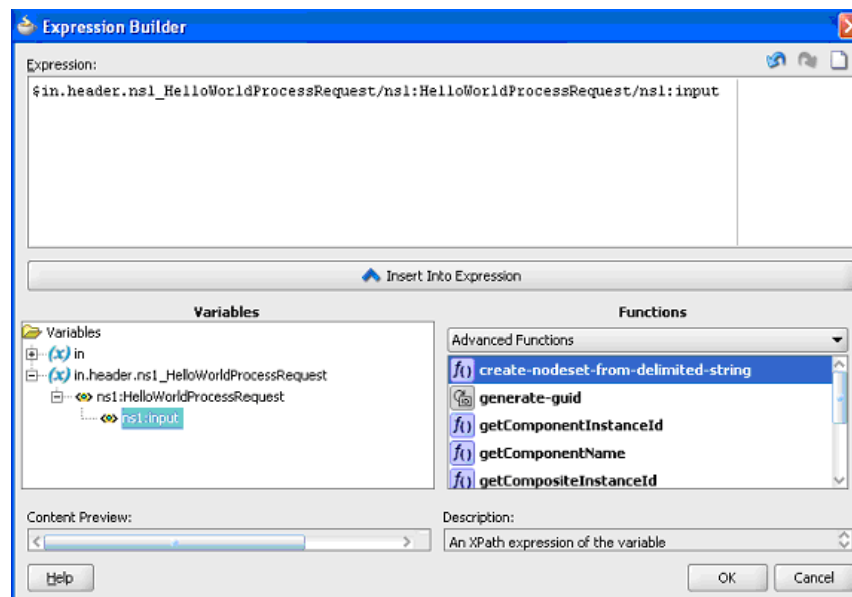 Expression Builder
Expression:
$in.header.ns1_HelloWorldProcessRequest/ns1:HelloWorldProcessRequest/ns1:input
Insert Into Expression
Variables
Functions
Variables
(x) in
(x) in.header.ns1_HelloWorldProcessRequest
ns1:HelloWorldProcessRequest
ns1:input
Advanced Functions
f() create-nodeset-from-delimited-string
generate-guid
f() getComponentInstanceId
f() getComponentName
f() getCompositeInstanceId
Content Preview:
Description:
An XPath expression of the variable
Help
OK
Cancel